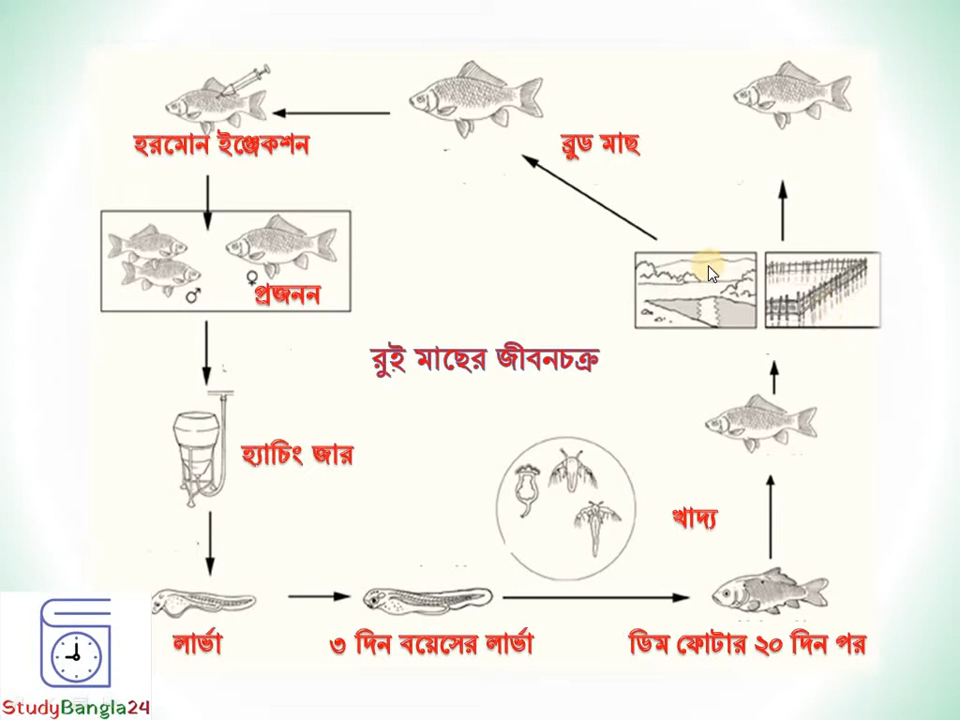 হরমোন ইঞ্জেকশন
ব্রুড মাছ
♂
♀
প্রজনন
রুই মাছের জীবনচক্র
হ্যাচিং জার
খাদ্য
লার্ভা
৩ দিন বয়েসের লার্ভা
ডিম ফোটার ২০ দিন পর
StudyBangla24